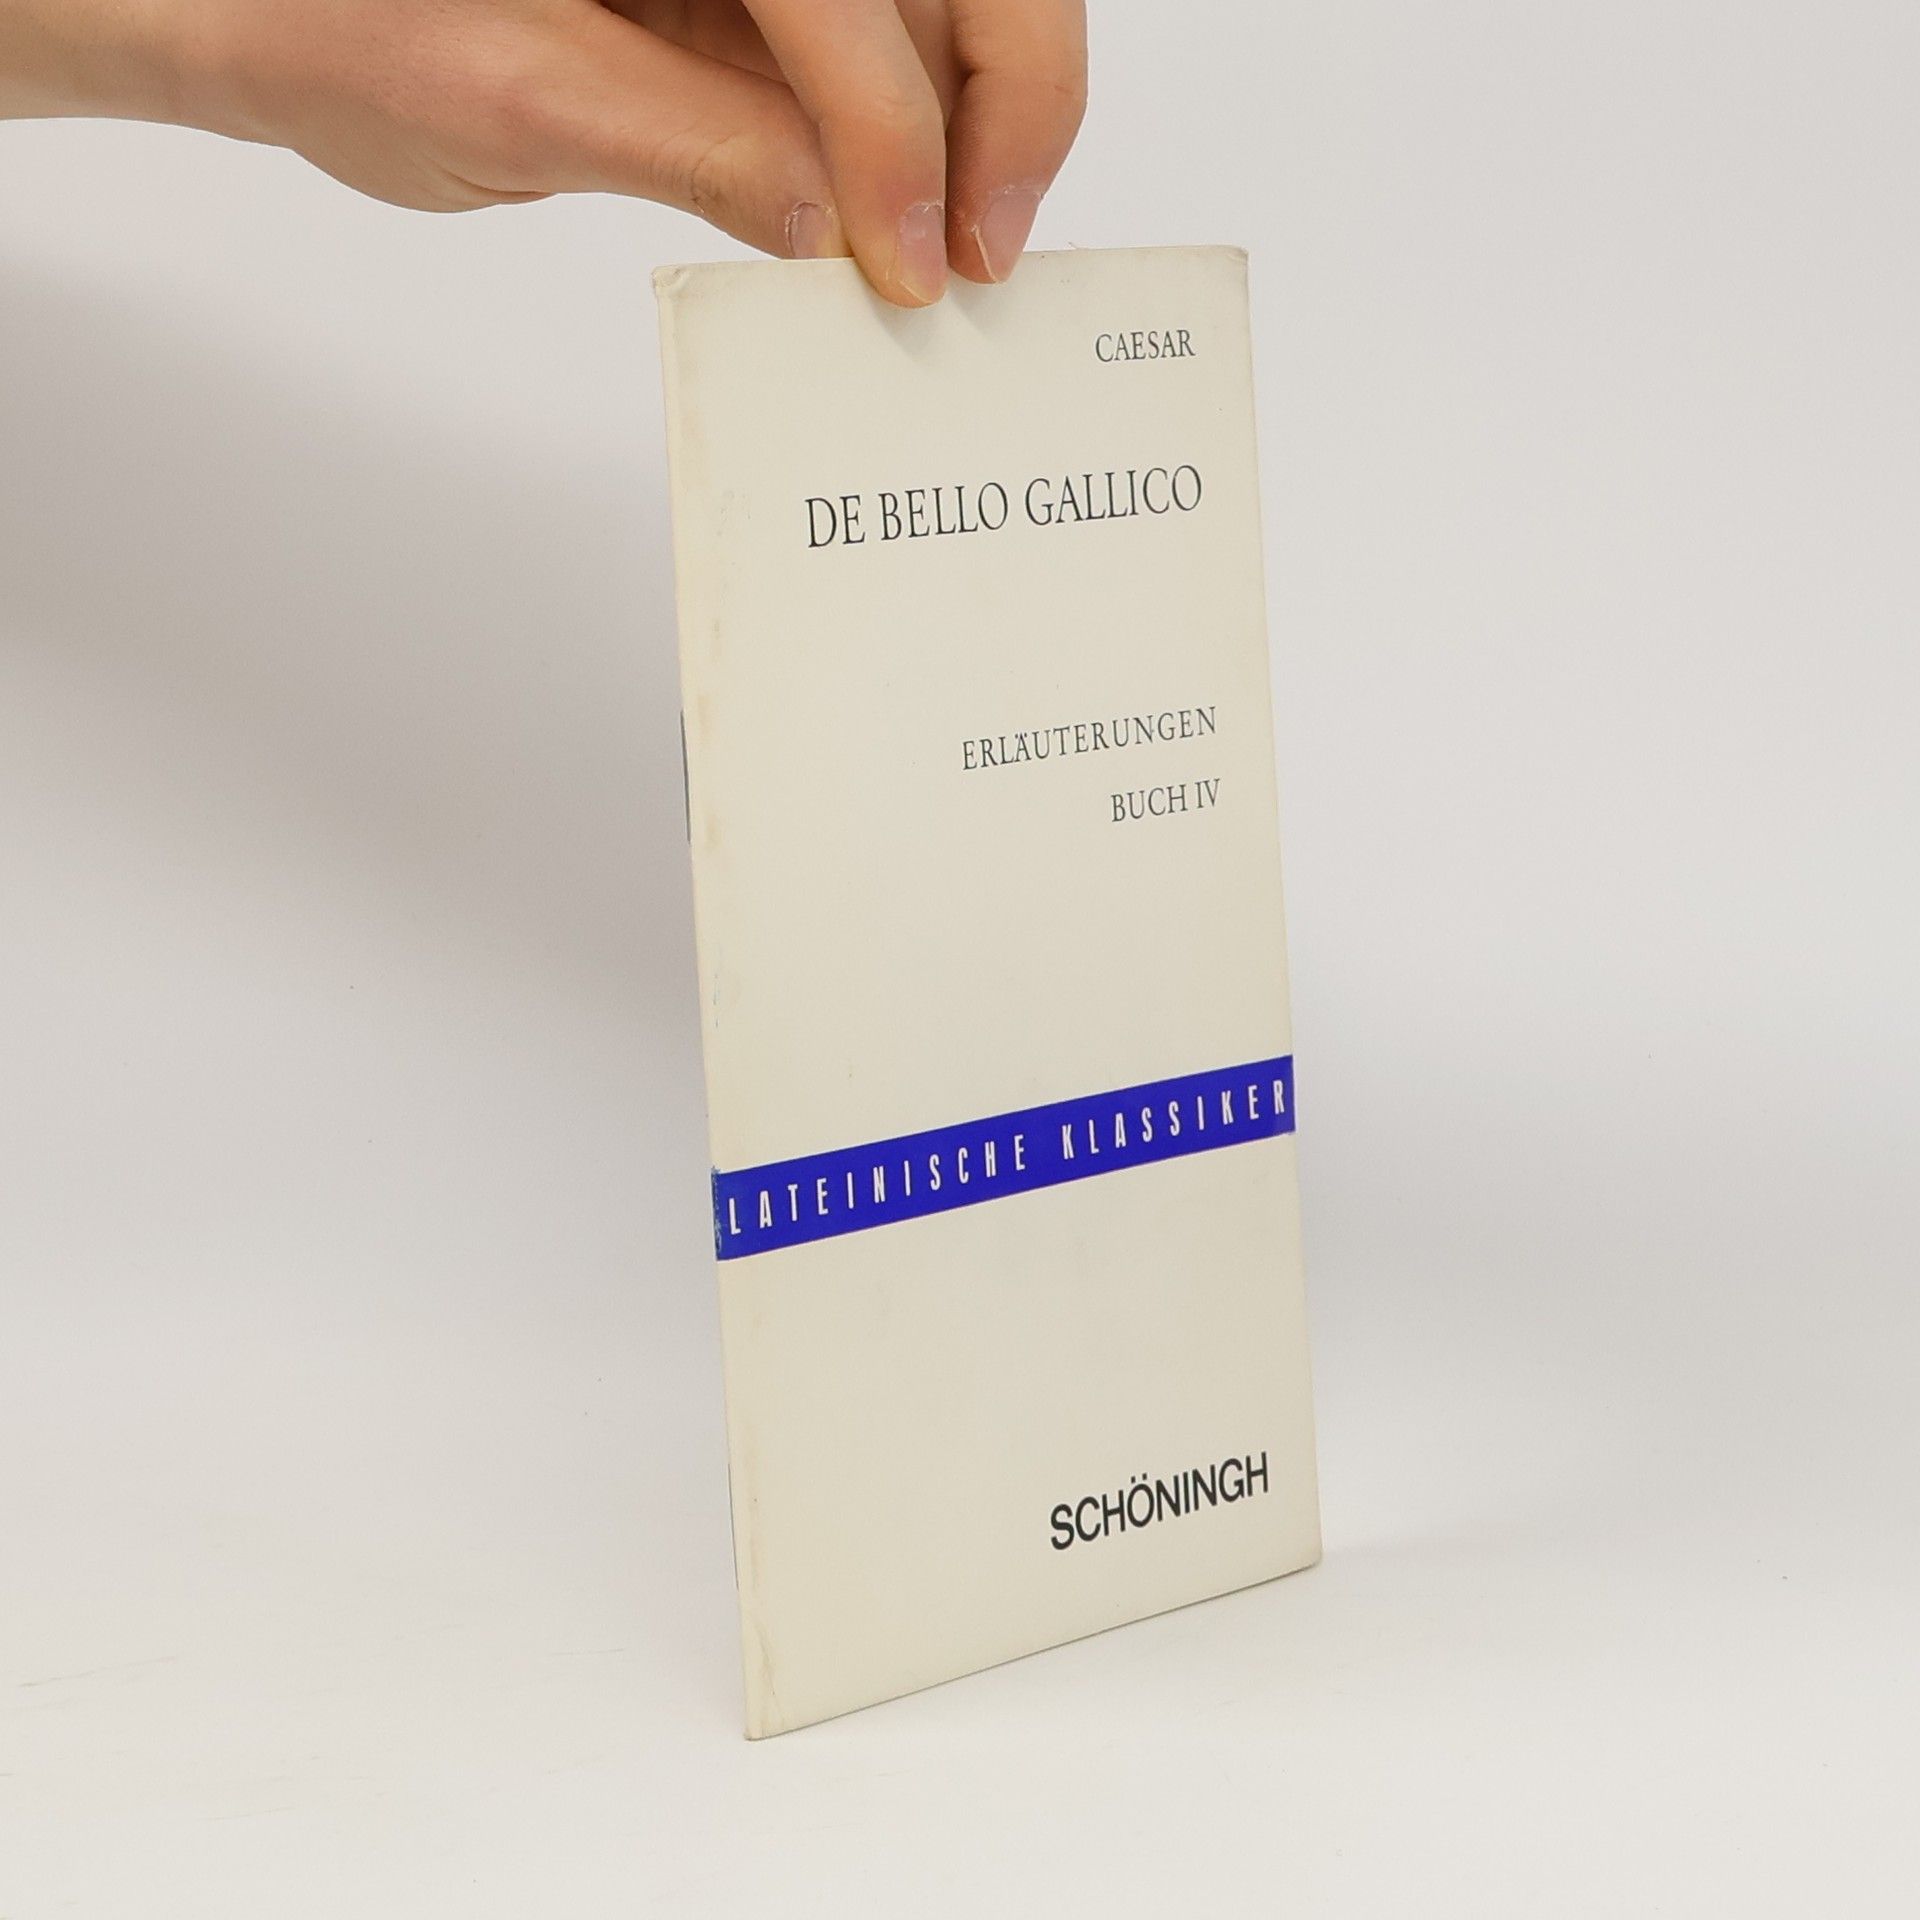 CAESAR
DE BELLO GALLICO
ERLÄUTERUNGEN
BUCH IV
LATEINISCHE KLASSIKER
SCHÖNINGH